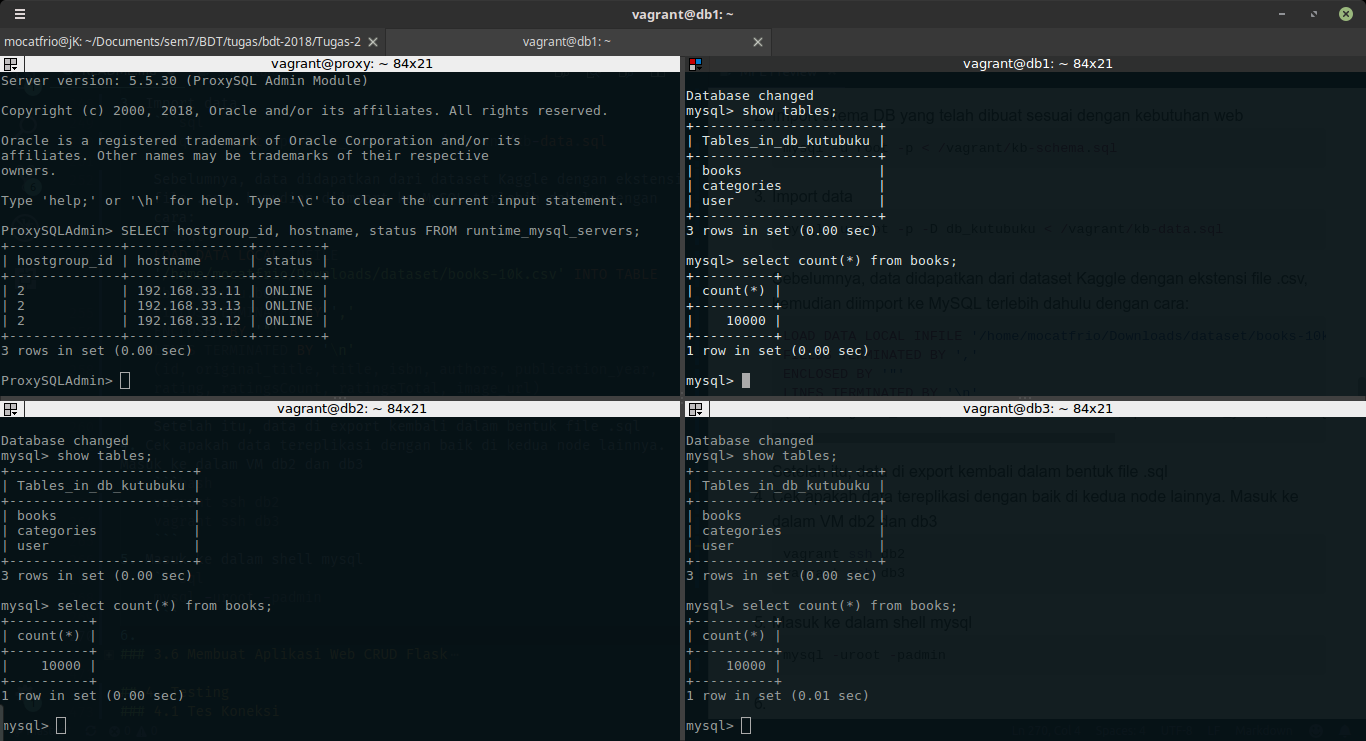 vagrant@db1: ~
mocatfrio@jK: ~/Documents/sem7/BDT/tugas/bdt-2018/Tugas-2
vagrant@db1: ~
vagrant@proxy: ~ 84x21
Server version: 5.5.30 (ProxySQL Admin Module)
Copyright (c) 2000, 2018, Oracle and/or its affiliates. All rights reserved.
Oracle is a registered trademark of Oracle Corporation and/or its
affiliates. Other names may be trademarks of their respective
owners.
Type 'help;' or '\h' for help. Type '\c' to clear the current input statement.
ProxySQLAdmin> SELECT hostgroup_id, hostname, status FROM runtime_mysql_servers;
+--------------+---------------+--------+
| hostgroup_id | hostname      | status |
+--------------+---------------+--------+
| 2            | 192.168.33.11 | ONLINE |
| 2            | 192.168.33.13 | ONLINE |
| 2            | 192.168.33.12 | ONLINE |
+--------------+---------------+--------+
3 rows in set (0.00 sec)
ProxySQLAdmin>
vagrant@db1: ~ 84x21
Database changed
mysql> show tables;
+------------------------+
| Tables_in_db_kutubuku |
+------------------------+
| books                 |
| categories            |
| user                  |
+------------------------+
3 rows in set (0.00 sec)
mysql> select count(*) from books;
+----------+
| count(*) |
+----------+
|    10000 |
+----------+
1 row in set (0.00 sec)
mysql>
vagrant@db2: ~ 84x21
Database changed
mysql> show tables;
+------------------------+
| Tables_in_db_kutubuku |
+------------------------+
| books                 |
| categories            |
| user                  |
+------------------------+
3 rows in set (0.00 sec)
mysql> select count(*) from books;
+----------+
| count(*) |
+----------+
|    10000 |
+----------+
1 row in set (0.00 sec)
mysql>
vagrant@db3: ~ 84x21
Database changed
mysql> show tables;
+------------------------+
| Tables_in_db_kutubuku |
+------------------------+
| books                 |
| categories            |
| user                  |
+------------------------+
3 rows in set (0.00 sec)
mysql> select count(*) from books;
+----------+
| count(*) |
+----------+
|    10000 |
+----------+
1 row in set (0.01 sec)
mysql>